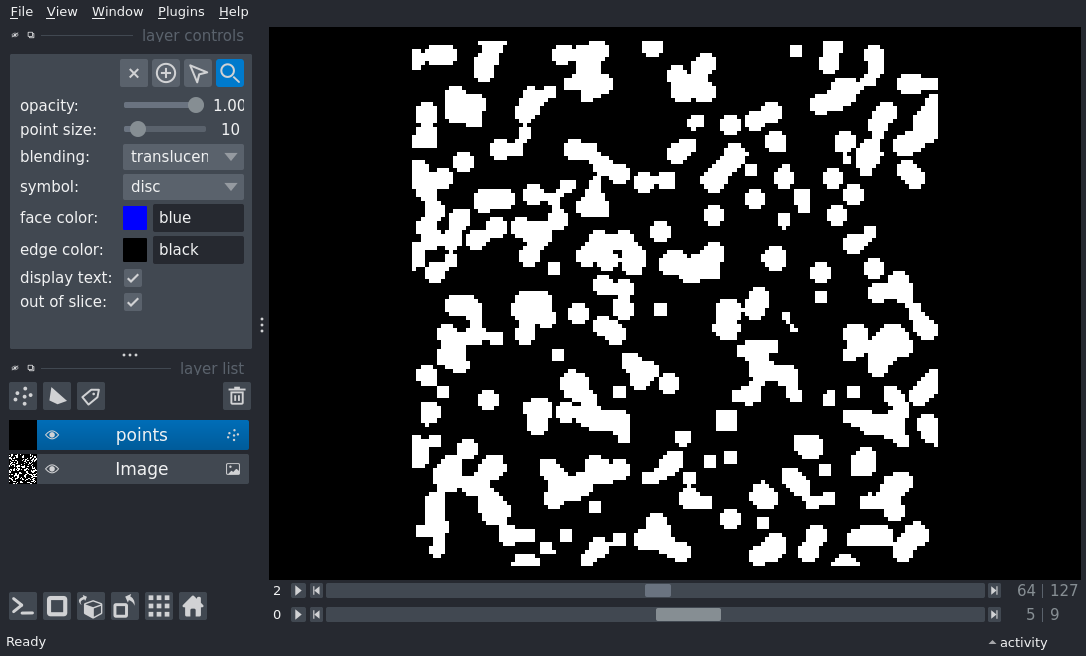 File View Window Plugins Help
layer controls
opacity: 1.00
point size: 10
blending: translucen
symbol: disc
face color: blue
edge color: black
display text:
out of slice:
layer list
points
Image
2 64 | 127
0 5 | 9
Ready
activity